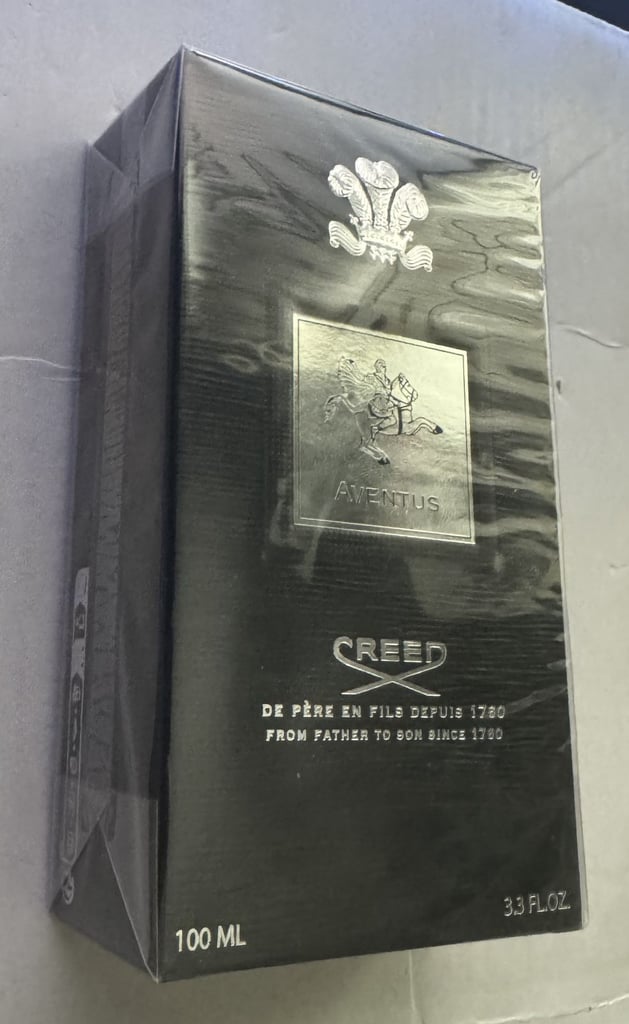 AVENTUS
CREED
DE PÈRE EN FILS DEPUIS 1760
FROM FATHER TO SON SINCE 1760
100 ML
3.3 FL.OZ.